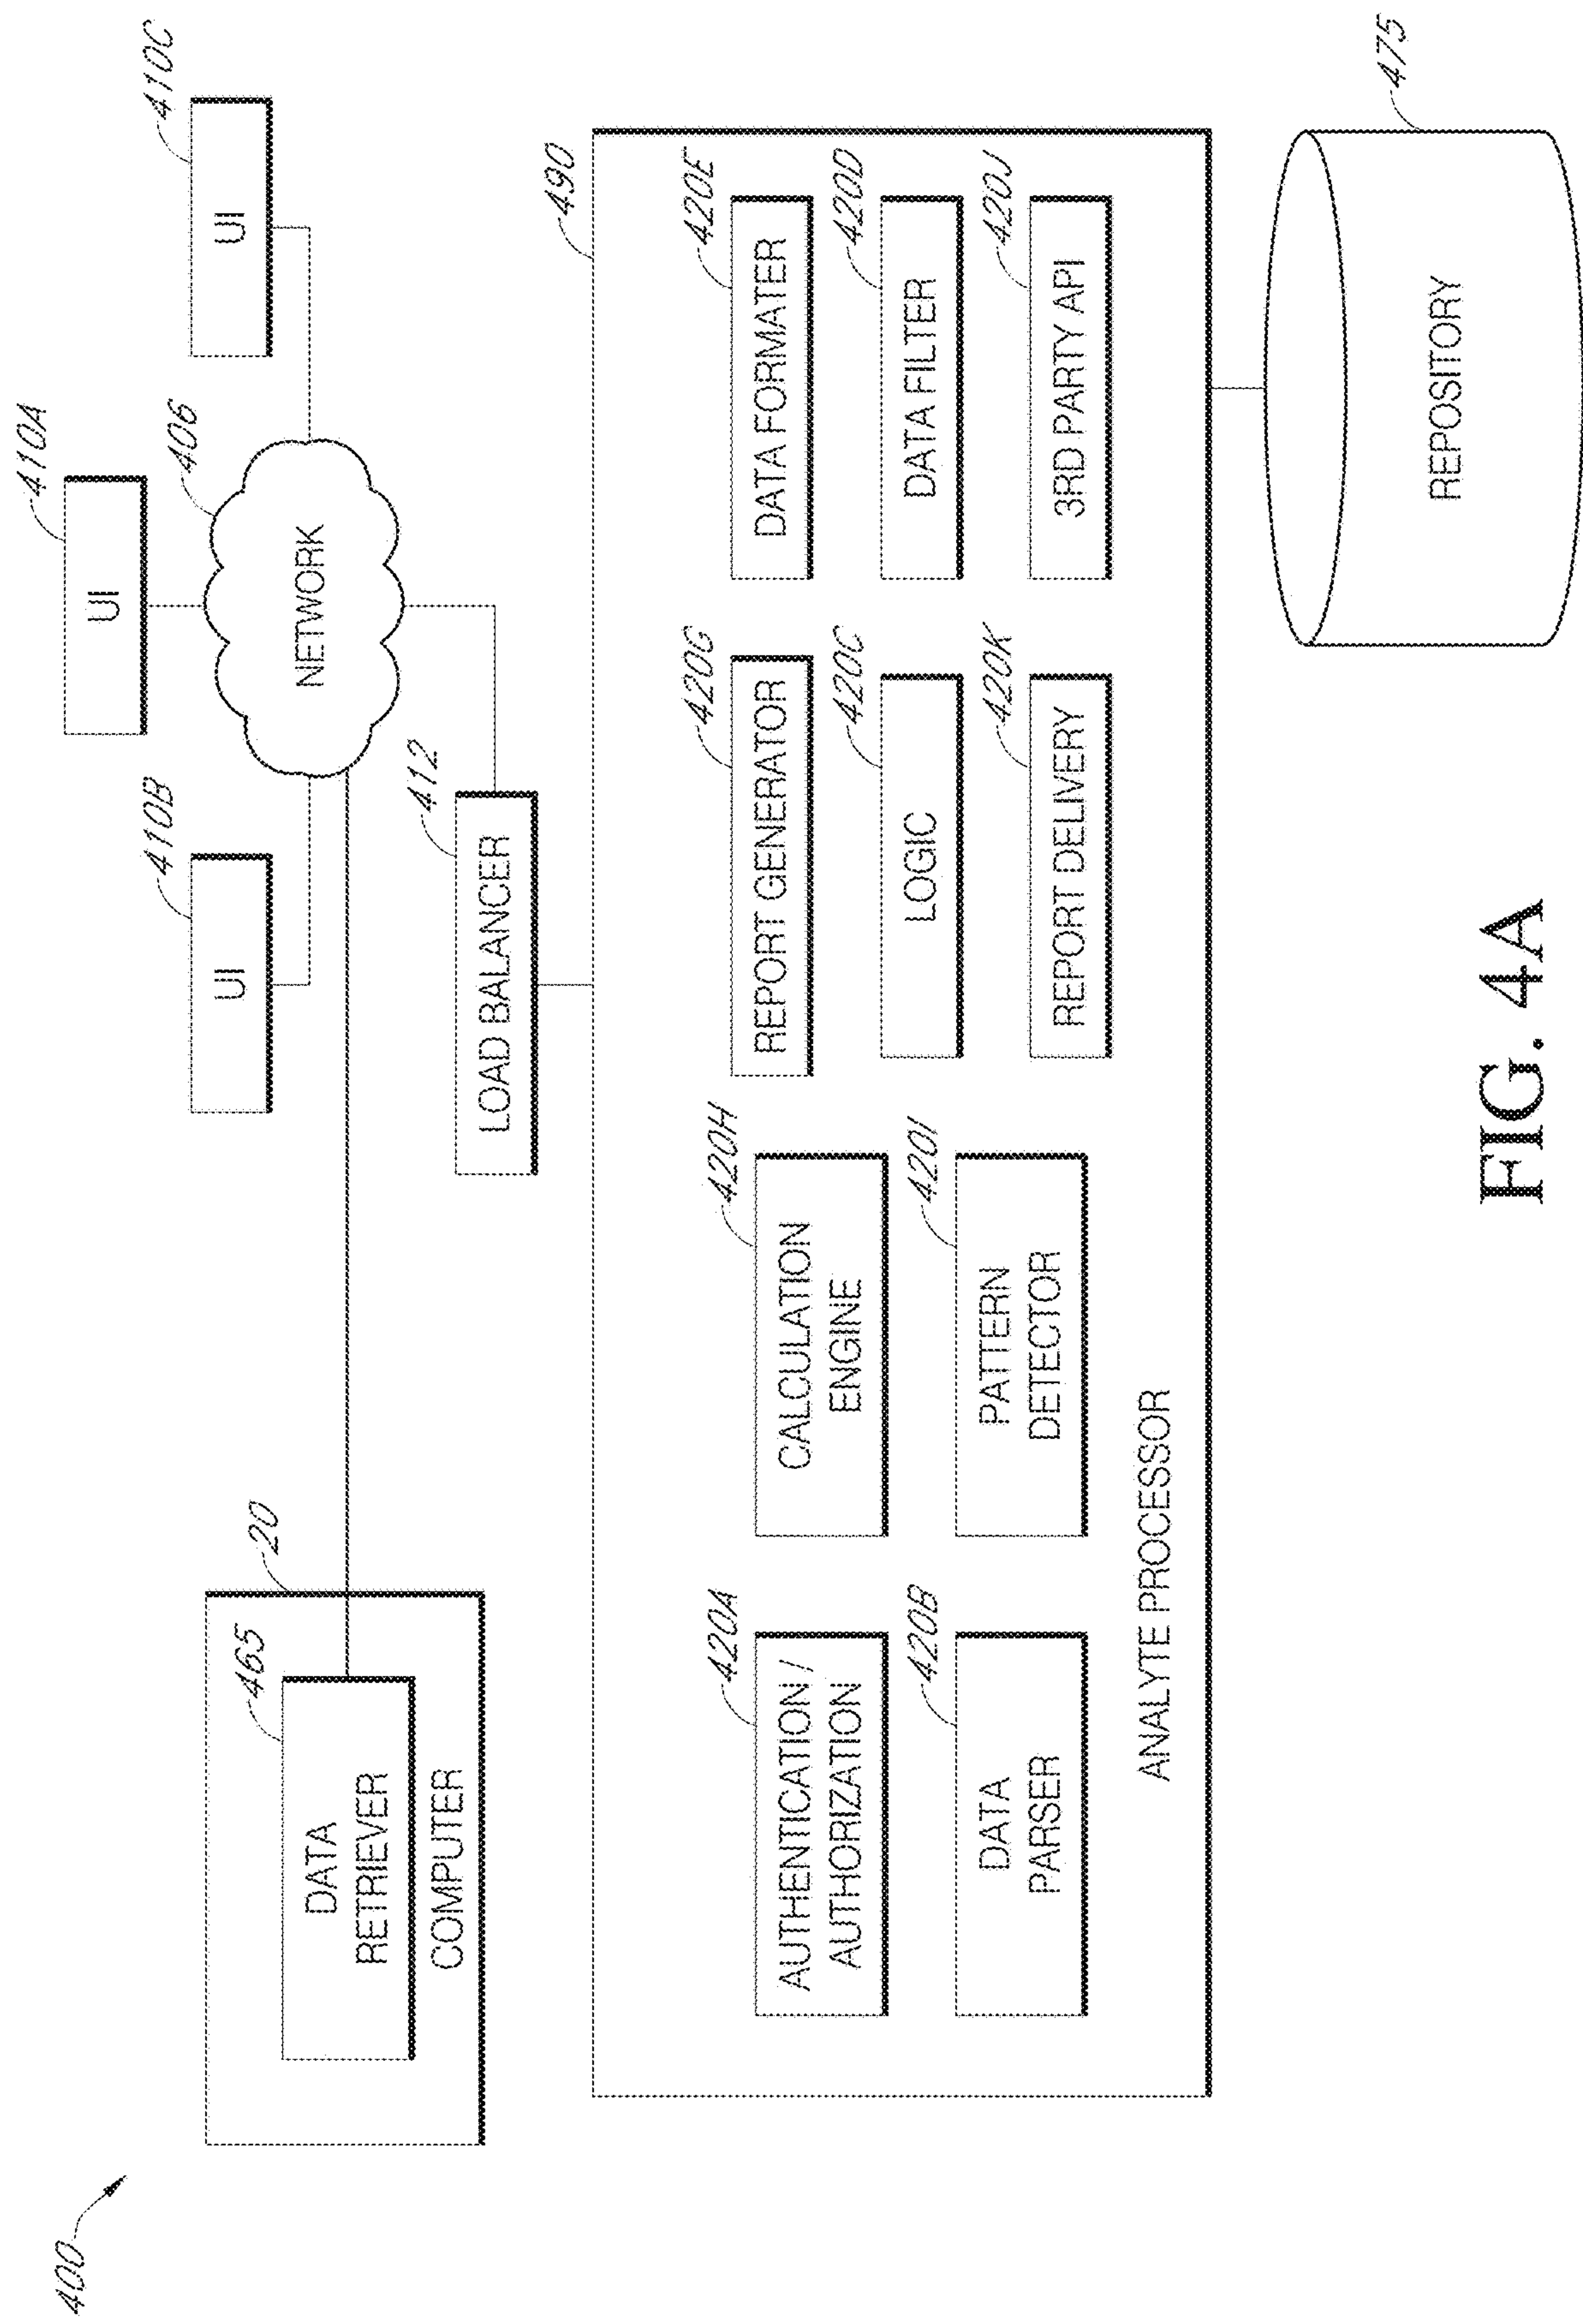 400
410A
UI
410B
UI
410C
UI
406
NETWORK
20
465
DATA
RETRIEVER
COMPUTER
412
LOAD BALANCER
490
420A
AUTHENTICATION /
AUTHORIZATION
420H
CALCULATION
ENGINE
420G
REPORT GENERATOR
420E
DATA FORMATER
420B
DATA
PARSER
420I
PATTERN
DETECTOR
420C
LOGIC
420D
DATA FILTER
420K
REPORT DELIVERY
420J
3RD PARTY API
ANALYTE PROCESSOR
475
REPOSITORY
FIG. 4A